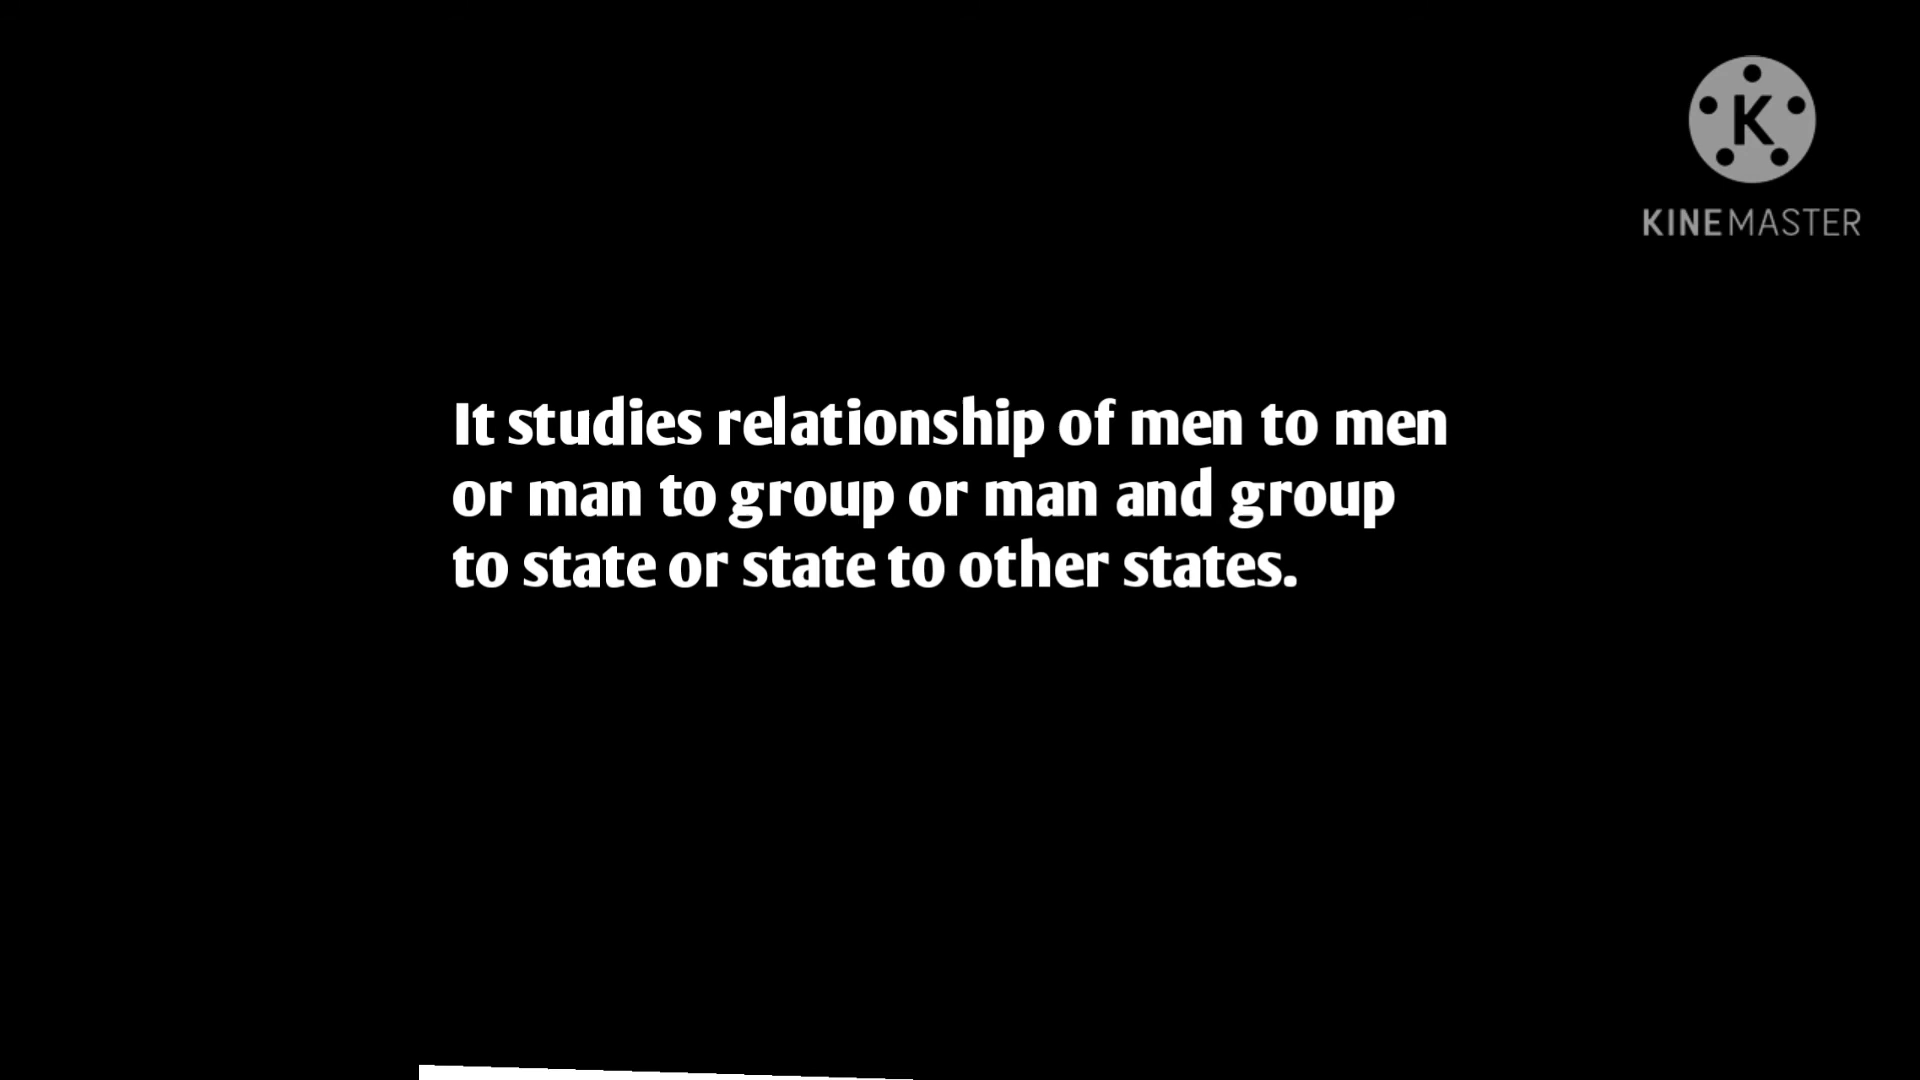 K
KINEMASTER
It studies relationship of men to men
or man to group or man and group
to state or state to other states.